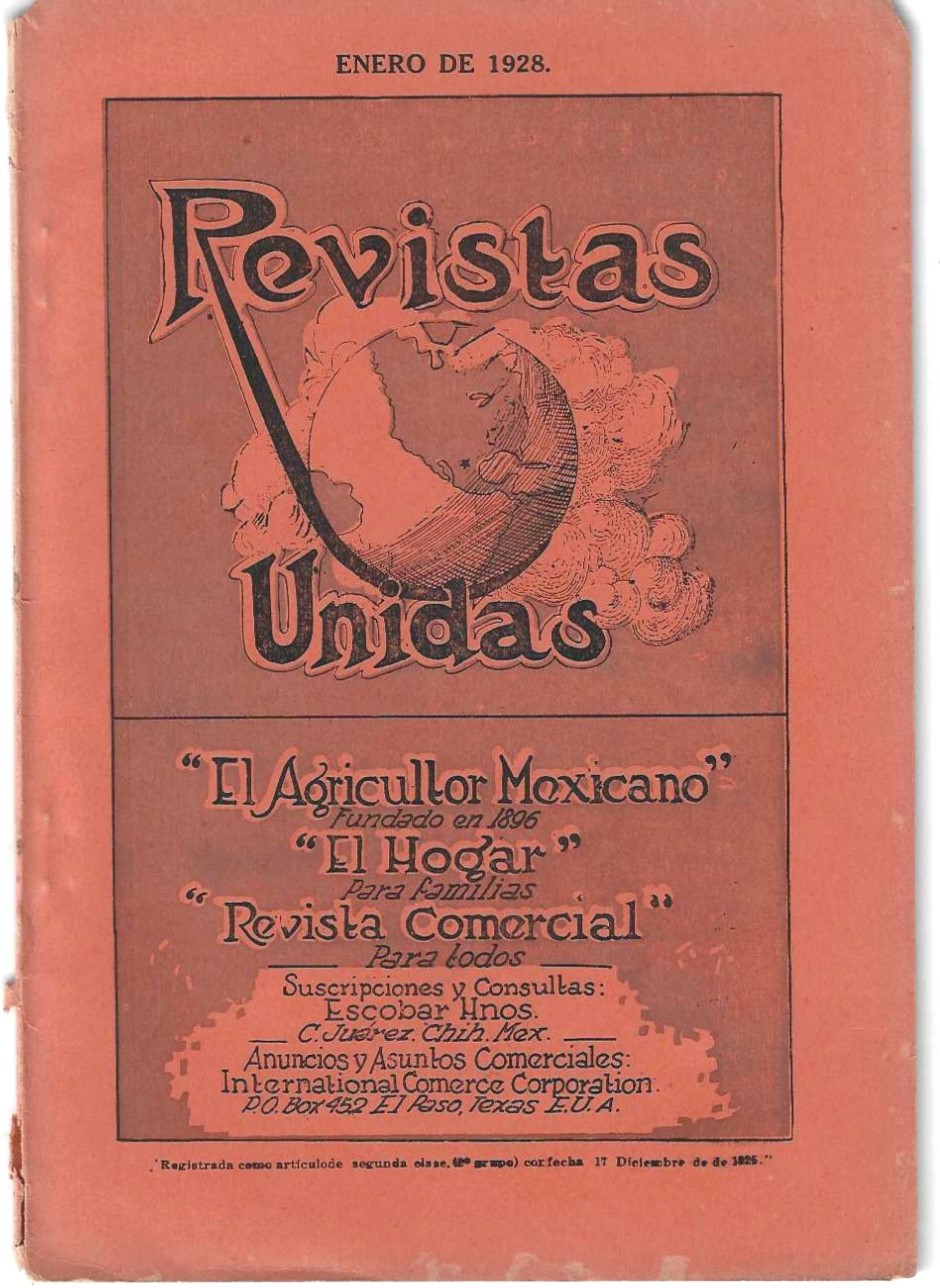 ENERO DE 1928.
Revistas
Unidas
"El Agricultor Mexicano"
Fundado en 1896
"El Hogar"
Para familias
"Revista Comercial"
Para todos
Suscripciones y Consultas:
Escobar Hnos.
C. Juárez. Chih. Mex.
Anuncios y Asuntos Comerciales:
International Comerce Corporation.
P.O. Box 452 El Paso, Texas E.U.A.
"Registrada como artículode segunda clase, (2º grupo) con fecha 17 Diciembre de de 1925."